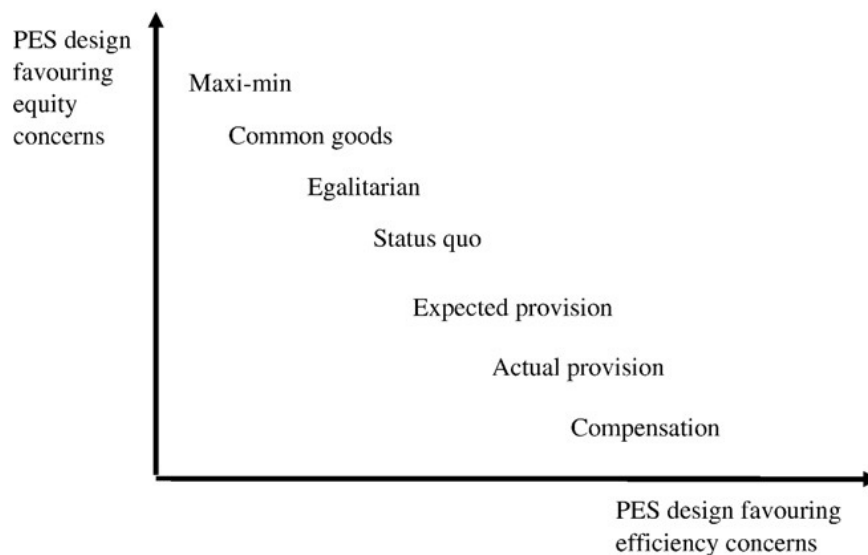 PES design
favouring
equity
concerns
Maxi-min
Common goods
Egalitarian
Status quo
Expected provision
Actual provision
Compensation
PES design favouring
efficiency concerns